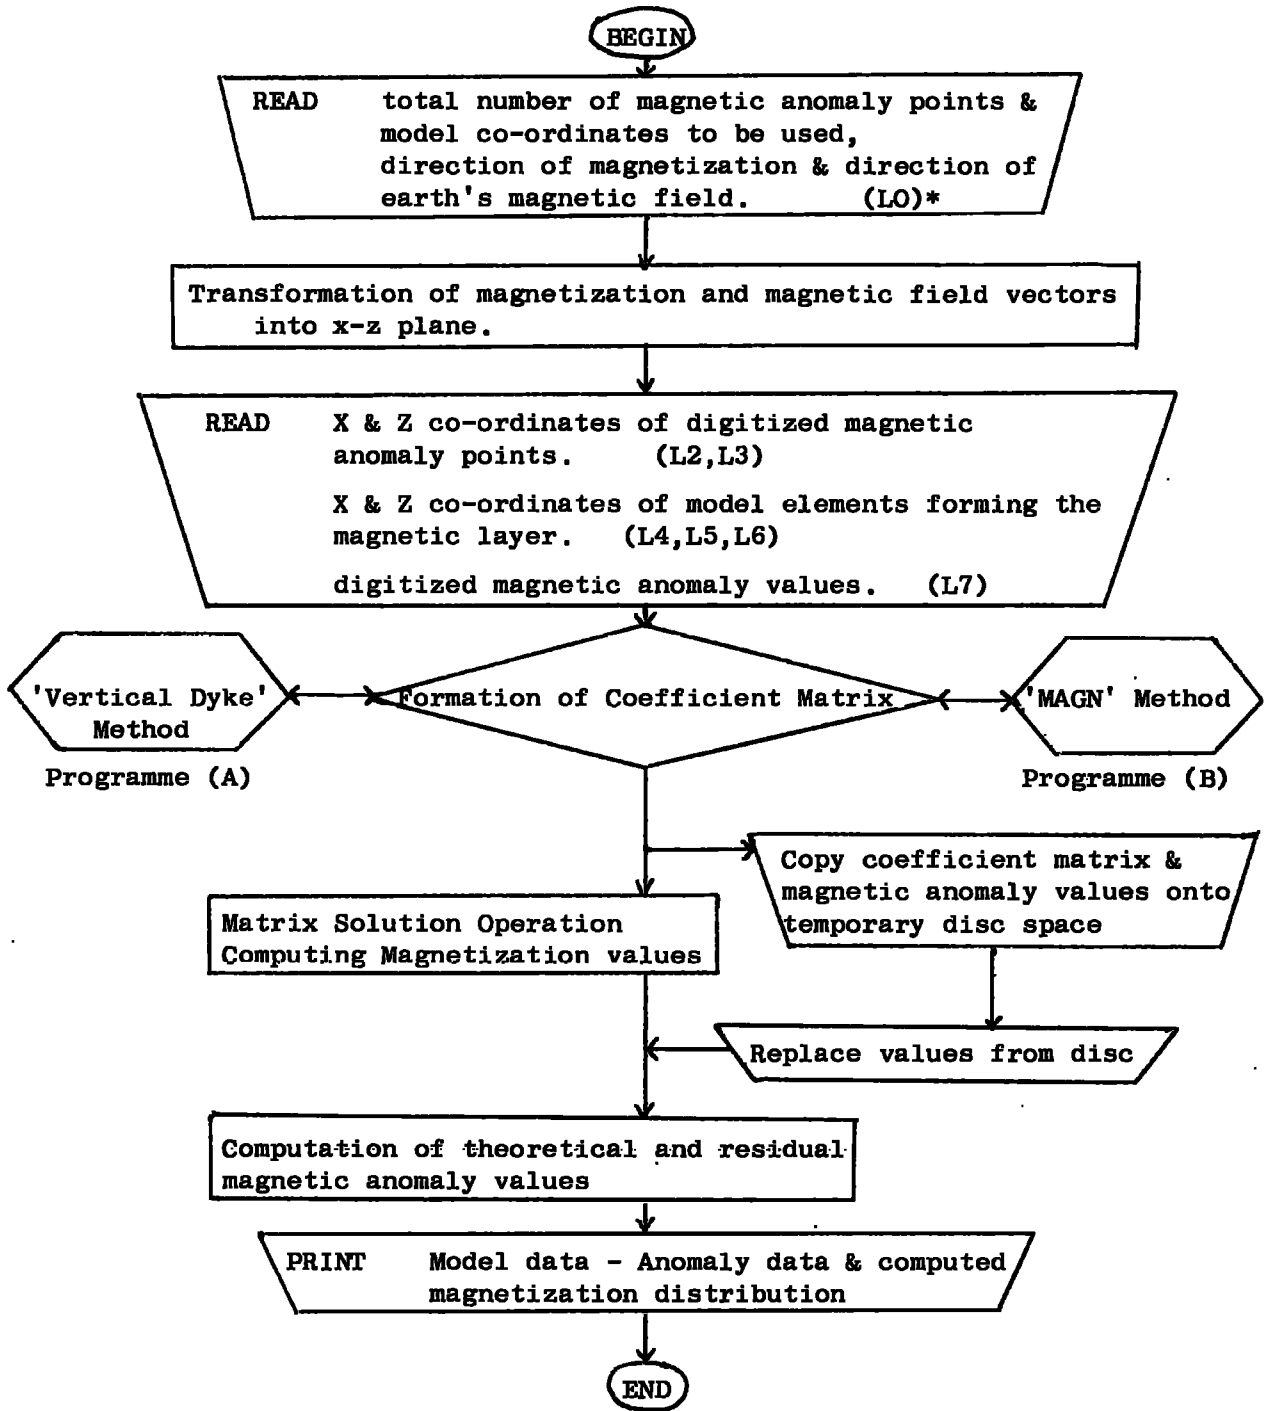 BEGIN
READ total number of magnetic anomaly points &
model co-ordinates to be used,
direction of magnetization & direction of
earth's magnetic field. (LO)*
Transformation of magnetization and magnetic field vectors
into x-z plane.
READ X & Z co-ordinates of digitized magnetic
anomaly points. (L2,L3)
X & Z co-ordinates of model elements forming the
magnetic layer. (L4,L5,L6)
digitized magnetic anomaly values. (L7)
'Vertical Dyke'
Method
Programme (A)
Formation of Coefficient Matrix
'MAGN' Method
Programme (B)
Copy coefficient matrix &
magnetic anomaly values onto
temporary disc space
Matrix Solution Operation
Computing Magnetization values
Replace values from disc
Computation of theoretical and residual
magnetic anomaly values
PRINT Model data - Anomaly data & computed
magnetization distribution
END